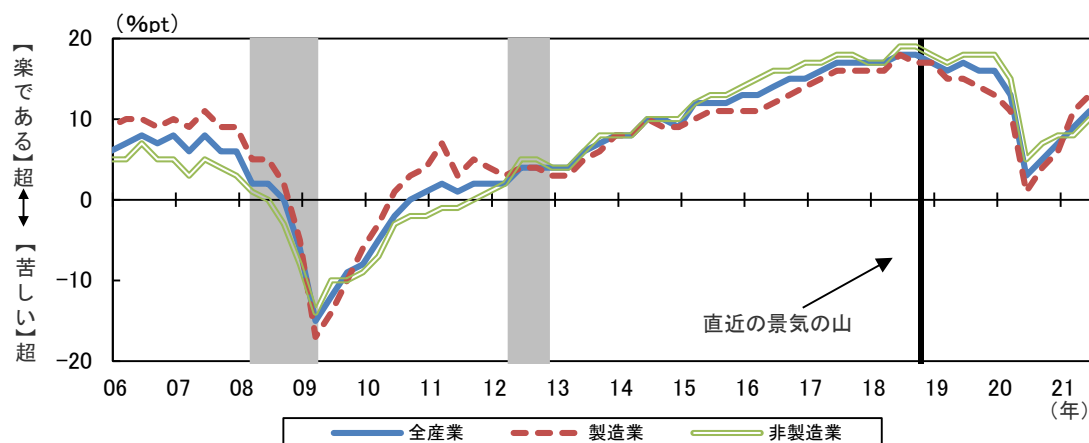 （%pt）
【楽である】超
【苦しい】超
20
10
0
-10
-20
直近の景気の山
06 07 08 09 10 11 12 13 14 15 16 17 18 19 20 21
（年）
全産業 製造業 非製造業